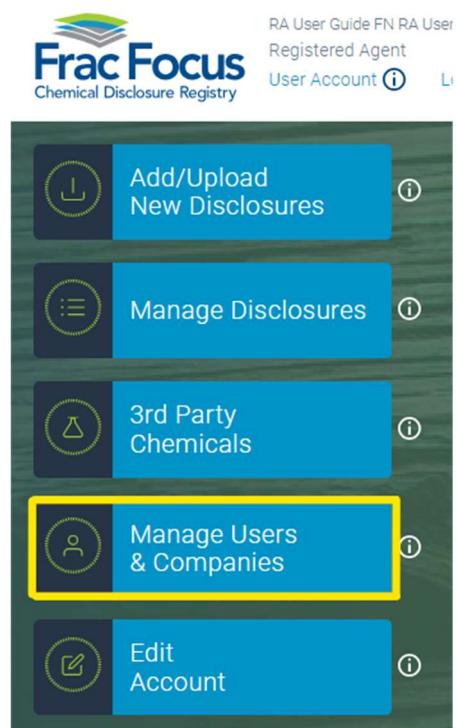 RA User Guide FN RA User
Registered Agent
User Account
Frac Focus
Chemical Disclosure Registry
Add/Upload
New Disclosures
Manage Disclosures
3rd Party
Chemicals
Manage Users
& Companies
Edit
Account